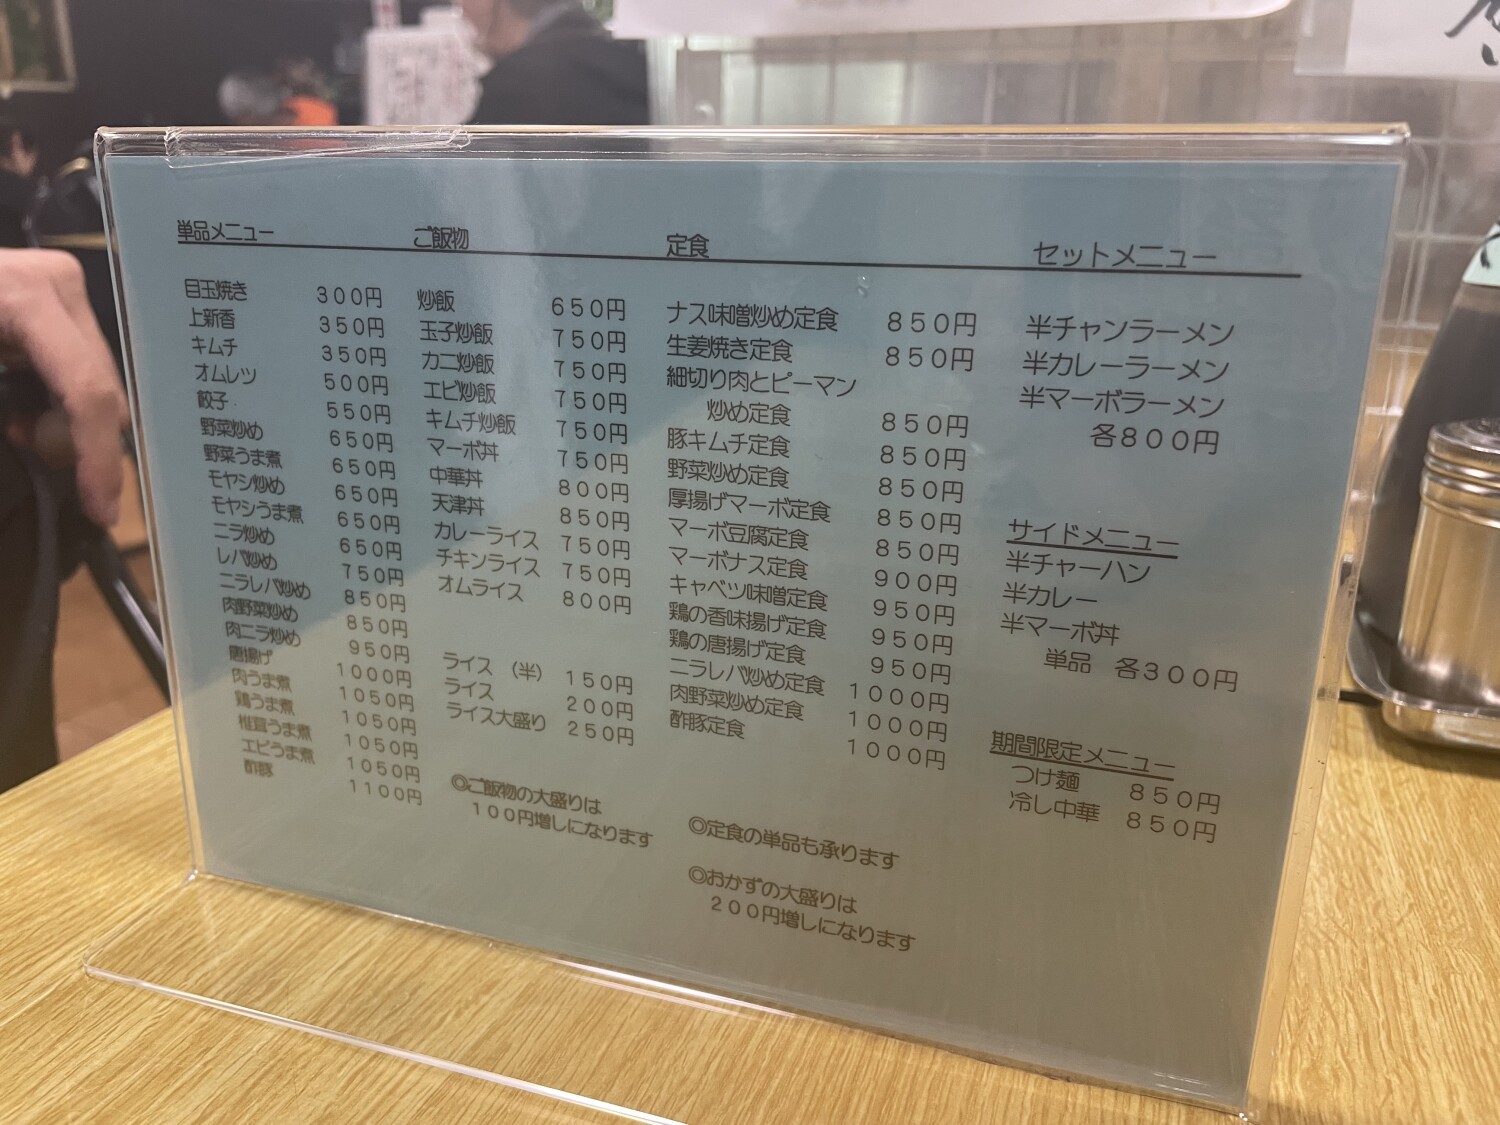 単品メニュー
目玉焼き 300円
上新香 350円
キムチ 350円
オムレツ 500円
餃子 550円
野菜炒め 650円
野菜うま煮 650円
モヤシ炒め 650円
モヤシうま煮 650円
ニラ炒め 650円
レバ炒め 750円
ニラレバ炒め 850円
肉野菜炒め 850円
肉ニラ炒め 950円
唐揚げ 1000円
肉うま煮 1050円
鶏うま煮 1050円
椎茸うま煮 1050円
エビうま煮 1050円
酢豚 1100円
ご飯物
炒飯 650円
玉子炒飯 750円
カニ炒飯 750円
エビ炒飯 750円
キムチ炒飯 750円
マーボ丼 750円
中華丼 800円
天津丼 850円
カレーライス 750円
チキンライス 750円
オムライス 800円
ライス（半） 150円
ライス 200円
ライス大盛り 250円
◎ご飯物の大盛りは
100円増しになります
定食
ナス味噌炒め定食 850円
生姜焼き定食 850円
細切り肉とピーマン
炒め定食 850円
豚キムチ定食 850円
野菜炒め定食 850円
厚揚げマーボ定食 850円
マーボ豆腐定食 850円
マーボナス定食 900円
キャベツ味噌定食 950円
鶏の香味揚げ定食 950円
鶏の唐揚げ定食 950円
ニラレバ炒め定食 1000円
肉野菜炒め定食 1000円
酢豚定食 1000円
◎定食の単品も承ります
◎おかずの大盛りは
200円増しになります
セットメニュー
半チャンラーメン
半カレーラーメン
半マーボラーメン
各800円
サイドメニュー
半チャーハン
半カレー
半マーボ丼
単品 各300円
期間限定メニュー
つけ麺 850円
冷し中華 850円